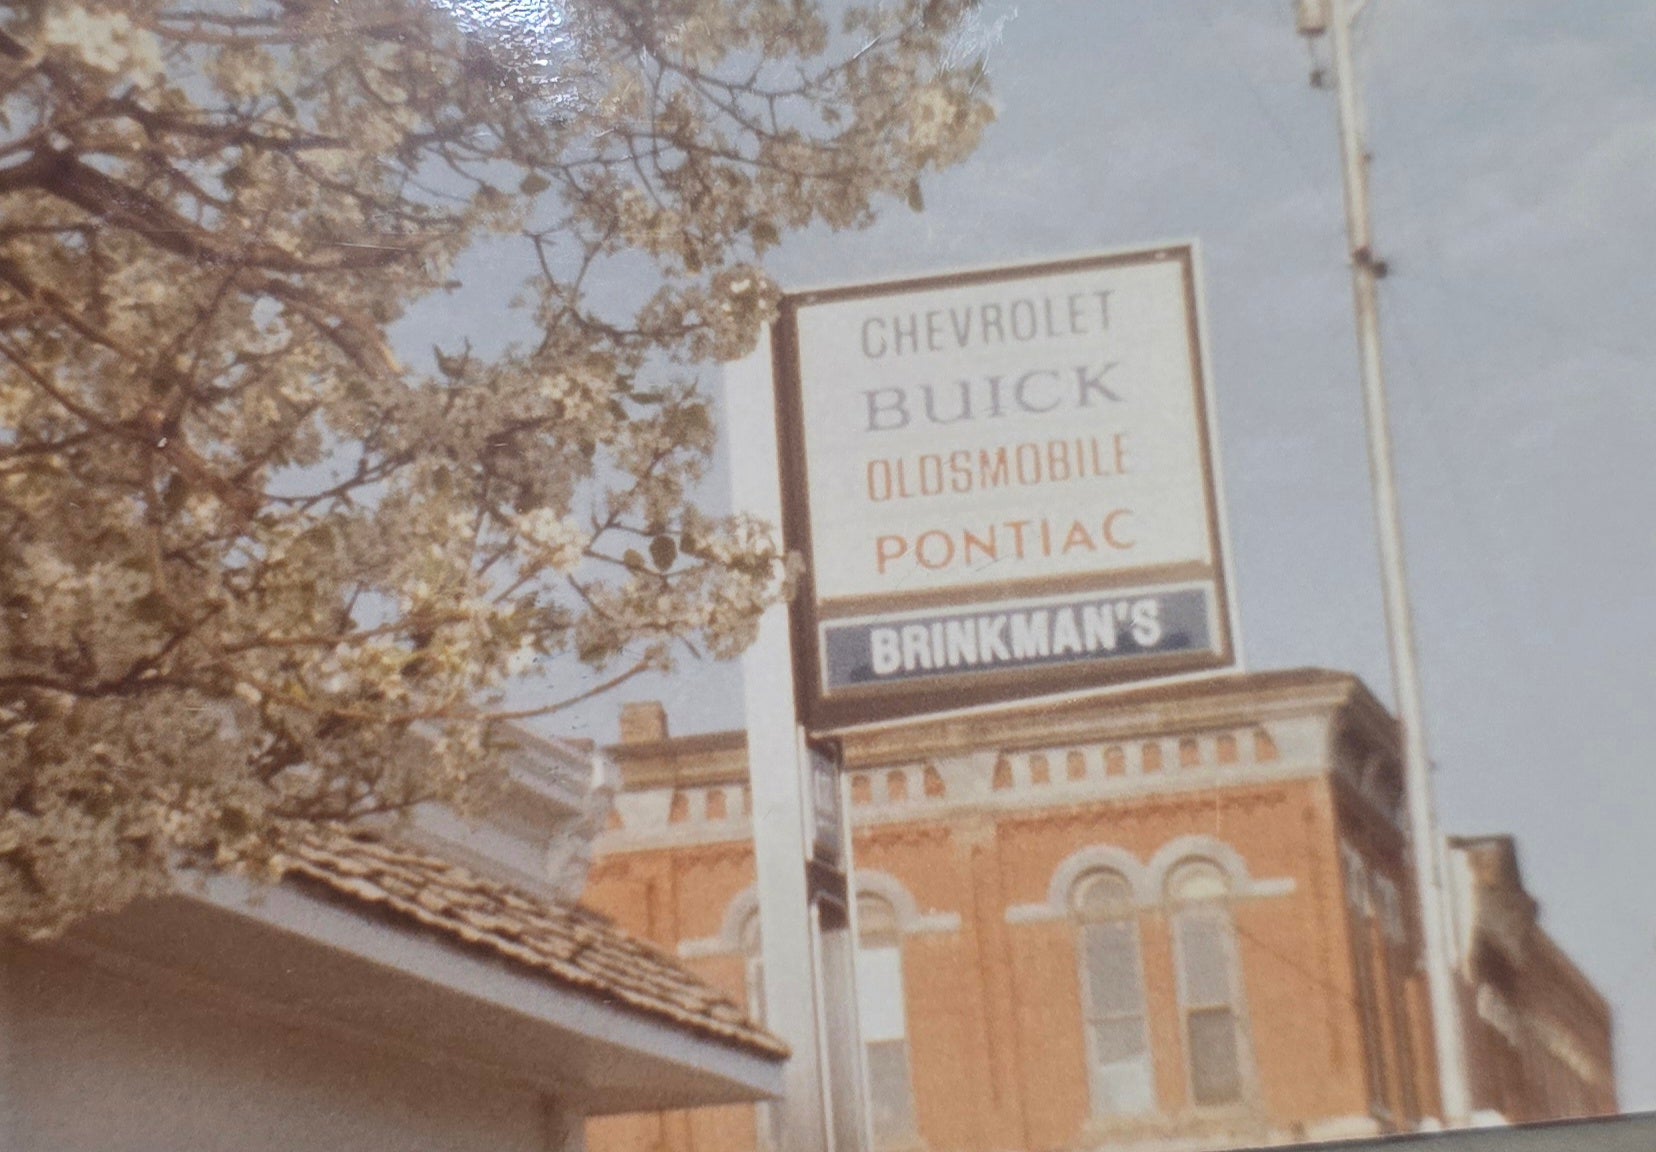 CHEVROLET
BUICK
OLDSMOBILE
PONTIAC
BRINKMAN'S